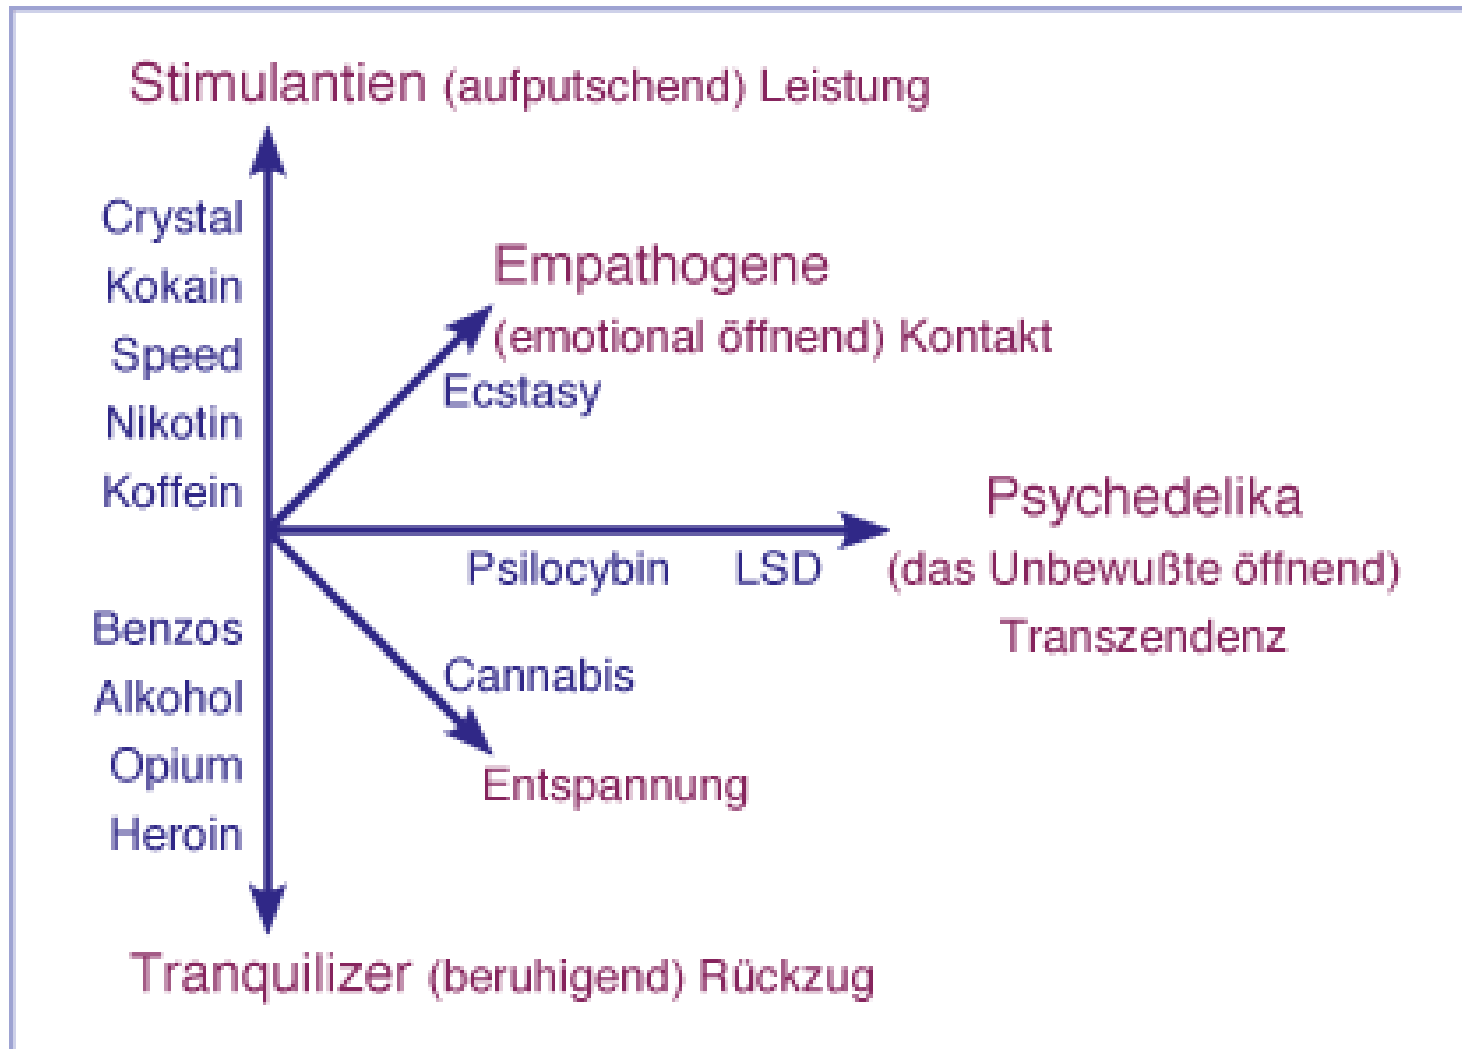 Stimulantien (aufputschend) Leistung
Crystal
Kokain
Speed
Nikotin
Koffein
Empathogene
(emotional öffnend) Kontakt
Ecstasy
Psychedelika
(das Unbewußte öffnend)
Transzendenz
Psilocybin LSD
Benzos
Alkohol
Opium
Heroin
Cannabis
Entspannung
Tranquilizer (beruhigend) Rückzug